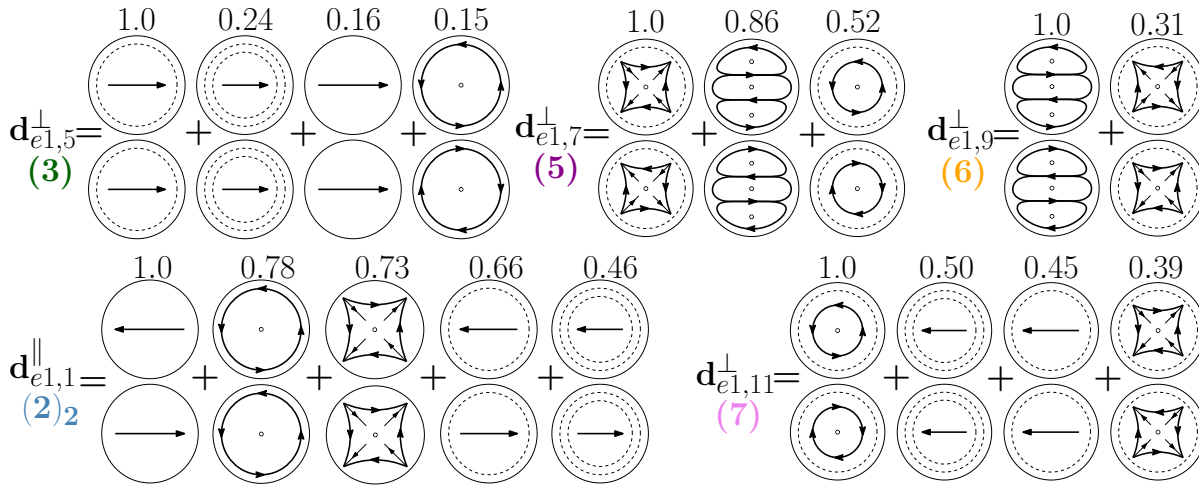 1.0 0.24 0.16 0.15 1.0 0.86 0.52 1.0 0.31
d⊥e1,5 = + + + d⊥e1,7 = + + d⊥e1,9 = +
(3) (5) (6)
1.0 0.78 0.73 0.66 0.46 1.0 0.50 0.45 0.39
d∥e1,1 = + + + + d⊥e1,11 = + + +
(2)₂ (7)